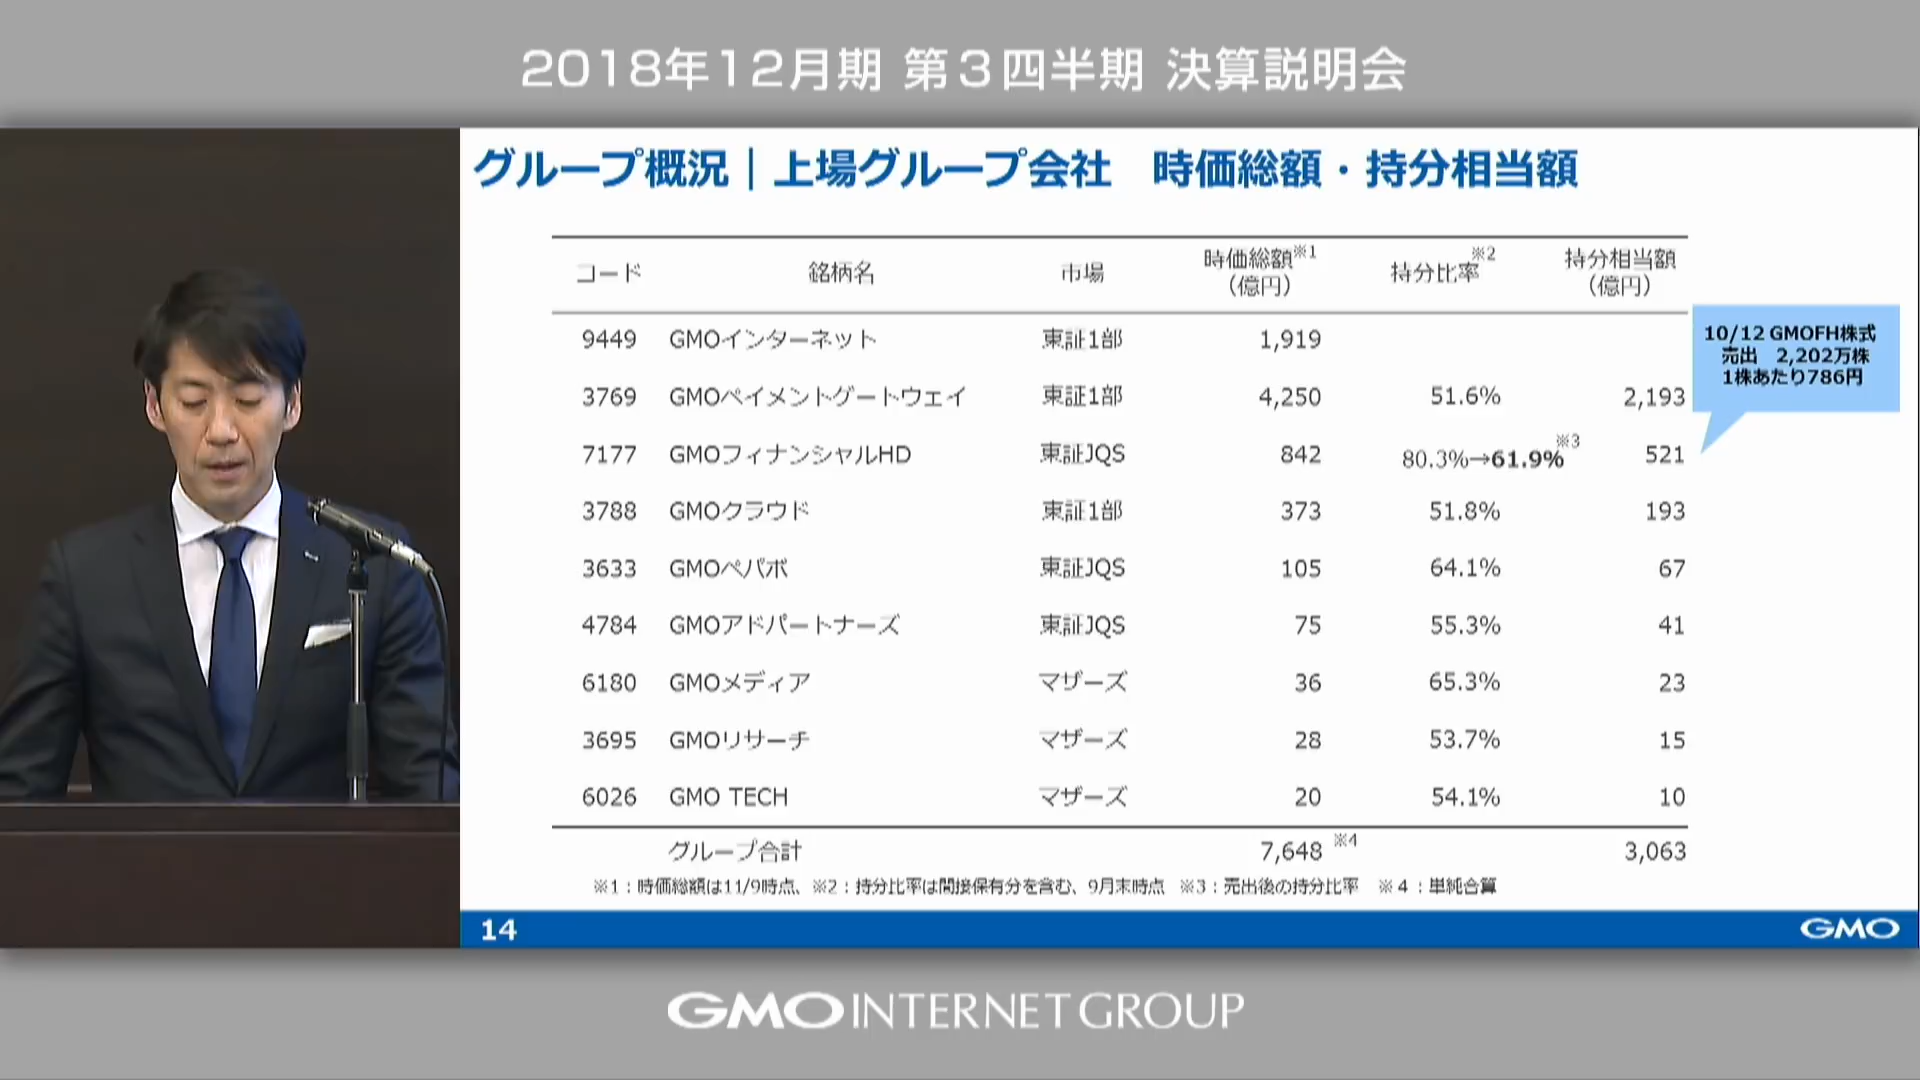 2018年12月期 第3四半期 決算説明会
グループ概況｜上場グループ会社　時価総額・持分相当額
コード 銘柄名 市場 時価総額※1（億円） 持分比率※2 持分相当額（億円）
9449 GMOインターネット 東証1部 1,919
3769 GMOペイメントゲートウェイ 東証1部 4,250 51.6% 2,193
7177 GMOフィナンシャルHD 東証JQS 842 80.3%→61.9%※3 521
3788 GMOクラウド 東証1部 373 51.8% 193
3633 GMOペパボ 東証JQS 105 64.1% 67
4784 GMOアドパートナーズ 東証JQS 75 55.3% 41
6180 GMOメディア マザーズ 36 65.3% 23
3695 GMOリサーチ マザーズ 28 53.7% 15
6026 GMO TECH マザーズ 20 54.1% 10
グループ合計 7,648 ※4 3,063
※1：時価総額は11/9時点、※2：持分比率は間接保有分を含む、9月末時点 ※3：売出後の持分比率 ※4：単純合算
10/12 GMOFH株式
売出　2,202万株
1株あたり786円
14
GMO
GMO INTERNET GROUP